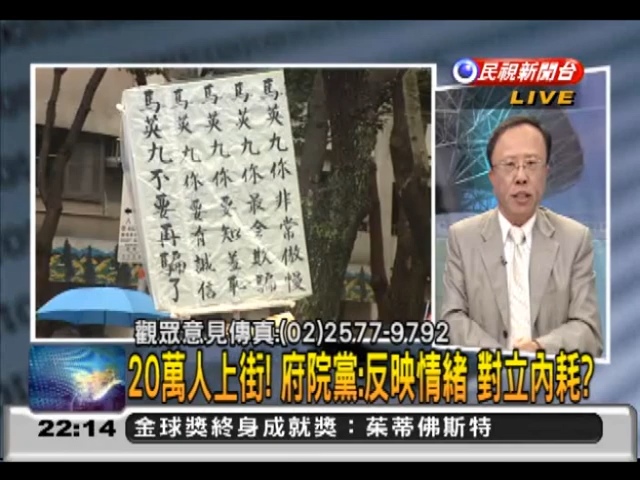 民視新聞台
LIVE
馬英九你非常傲慢
馬英九你最會欺騙
馬英九你要知羞恥
馬英九你要有誠信
馬英九不要再騙了
觀眾意見傳真:(02)2577-9792
20萬人上街! 府院黨:反映情緒 對立內耗?
22:14
金球獎終身成就獎：茱蒂佛斯特